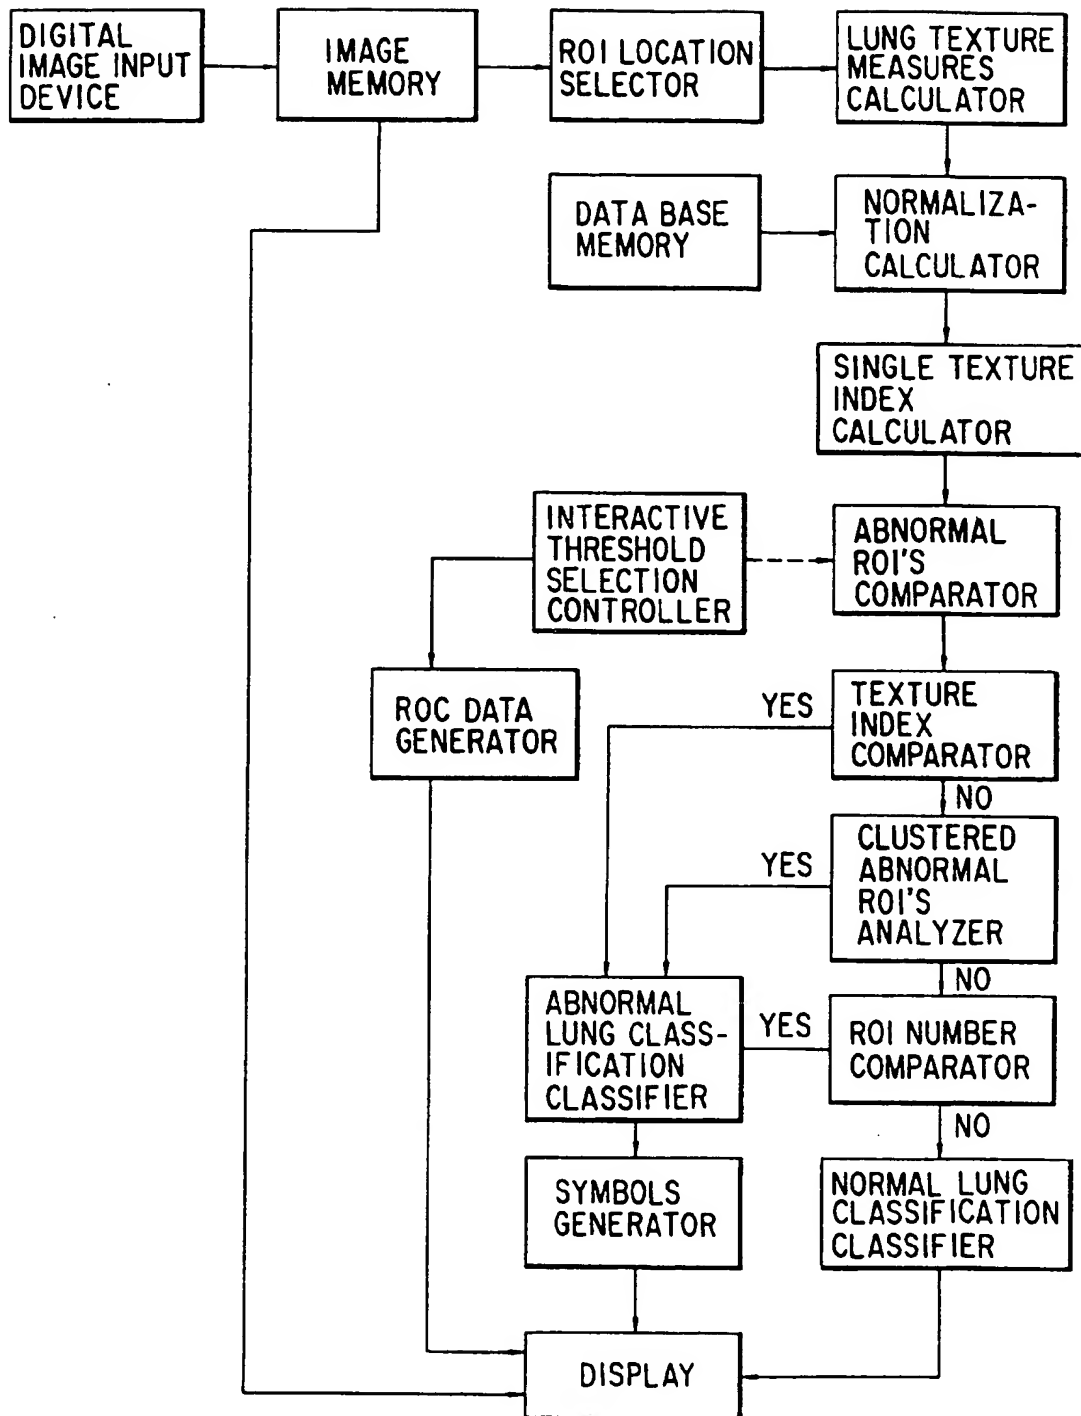 DIGITAL
IMAGE INPUT
DEVICE
IMAGE
MEMORY
ROI LOCATION
SELECTOR
LUNG TEXTURE
MEASURES
CALCULATOR
DATA BASE
MEMORY
NORMALIZA-
TION
CALCULATOR
SINGLE TEXTURE
INDEX
CALCULATOR
INTERACTIVE
THRESHOLD
SELECTION
CONTROLLER
ABNORMAL
ROI'S
COMPARATOR
ROC DATA
GENERATOR
YES
TEXTURE
INDEX
COMPARATOR
NO
YES
CLUSTERED
ABNORMAL
ROI'S
ANALYZER
NO
ABNORMAL
LUNG CLASS-
IFICATION
CLASSIFIER
YES
ROI NUMBER
COMPARATOR
NO
SYMBOLS
GENERATOR
NORMAL LUNG
CLASSIFICATION
CLASSIFIER
DISPLAY